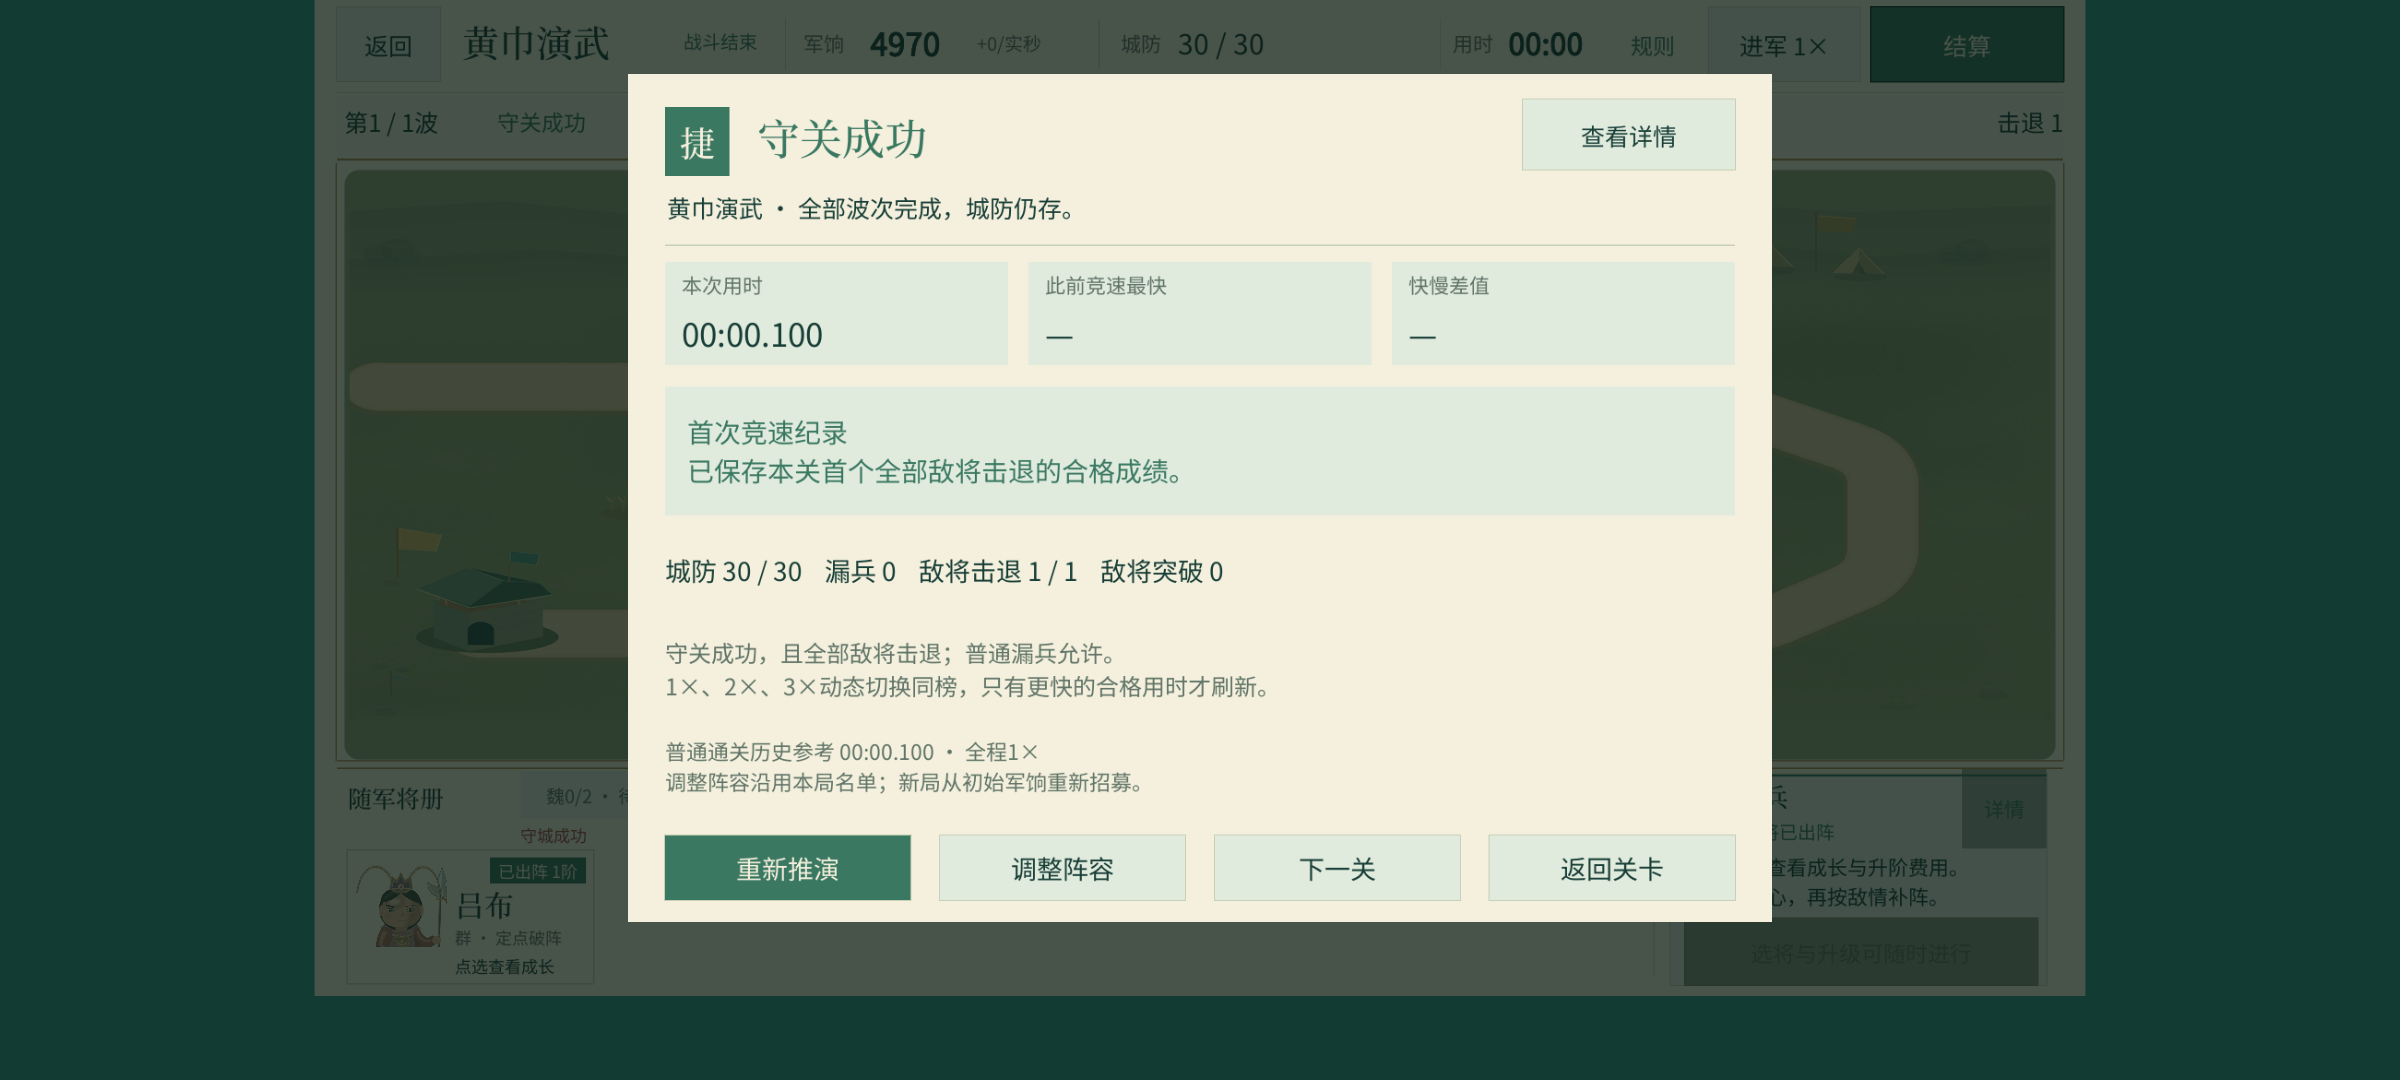 返回
黄巾演武
战斗结束
军饷 4970 +0/实秒
城防 30 / 30
用时 00:00
规则
进军 1×
结算
第1 / 1波
守关成功
击退 1
捷
守关成功
查看详情
黄巾演武 · 全部波次完成，城防仍存。
本次用时
00:00.100
此前竞速最快
—
快慢差值
—
首次竞速纪录
已保存本关首个全部敌将击退的合格成绩。
城防 30 / 30 漏兵 0 敌将击退 1 / 1 敌将突破 0
守关成功，且全部敌将击退；普通漏兵允许。
1×、2×、3×动态切换同榜，只有更快的合格用时才刷新。
普通通关历史参考 00:00.100 · 全程1×
调整阵容沿用本局名单；新局从初始军饷重新招募。
重新推演
调整阵容
下一关
返回关卡
随军将册
魏0/2 ·
守城成功
已出阵 1阶
吕布
群 · 定点破阵
点选查看成长
兵
详情
已出阵
查看成长与升阶费用。
心，再按敌情补阵。
选将与升级可随时进行